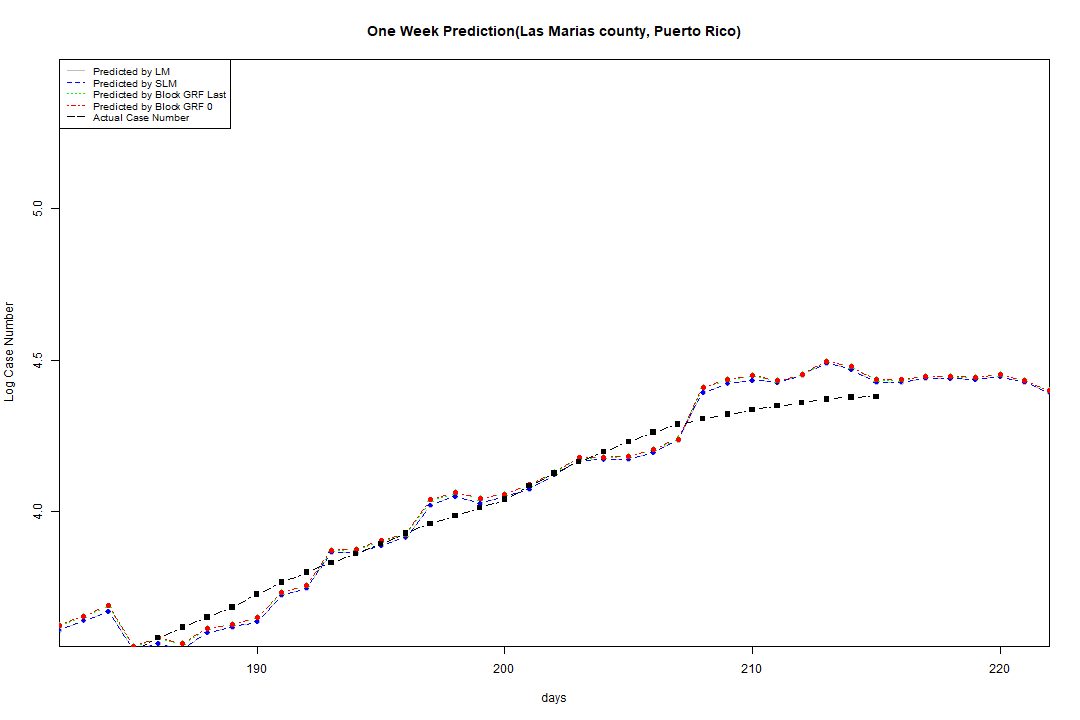 One Week Prediction(Las Marias county, Puerto Rico)
Predicted by LM
Predicted by SLM
Predicted by Block GRF Last
Predicted by Block GRF 0
Actual Case Number
Log Case Number
5.0
4.5
4.0
190 200 210 220
days